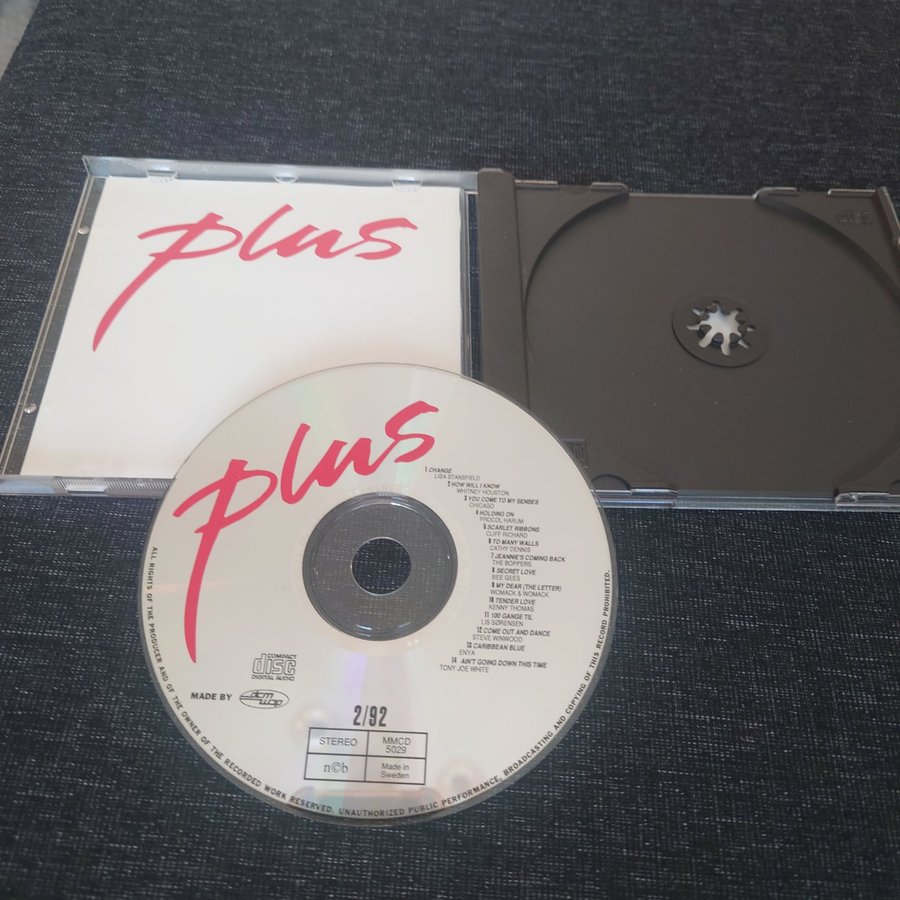 plus
plus
1 CHANGE
LISA STANSFIELD
2 HOW WILL I KNOW
WHITNEY HOUSTON
3 YOU COME TO MY SENSES
CHICAGO
4 HOLDING ON
PROCOL HARUM
5 SCARLET RIBBONS
CLIFF RICHARD
6 TO MANY WALLS
CATHY DENNIS
7 JEANNIE'S COMING BACK
THE BOPPERS
8 SECRET LOVE
BEE GEES
9 MY DEAR (THE LETTER)
WOMACK & WOMACK
10 TENDER LOVE
KENNY THOMAS
11 100 GANGE TIL
LIS SØRENSEN
12 COME OUT AND DANCE
STEVE WINWOOD
13 CARIBBEAN BLUE
ENYA
14 AIN'T GOING DOWN THIS TIME
TONY JOE WHITE
COMPACT
disc
DIGITAL AUDIO
MADE BY dcm
2/92
STEREO
MMCD
5029
n©b
Made in
Sweden
ALL RIGHTS OF THE PRODUCER AND OF THE OWNER OF THE RECORDED WORK RESERVED. UNAUTHORIZED PUBLIC PERFORMANCE, BROADCASTING AND COPYING OF THIS RECORD PROHIBITED.